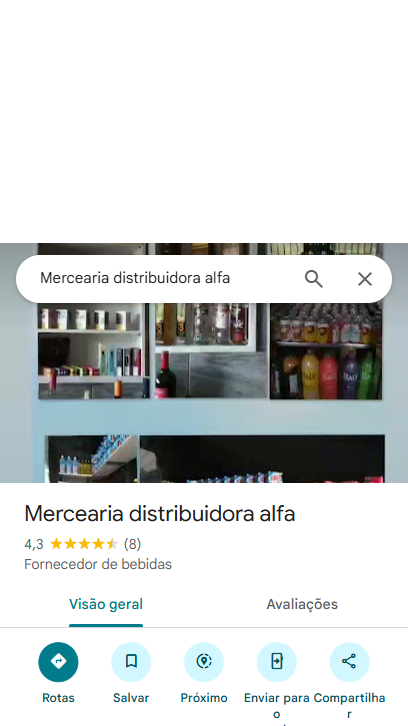 Mercearia distribuidora alfa
Mercearia distribuidora alfa
4,3 (8)
Fornecedor de bebidas
Visão geral
Avaliações
Rotas
Salvar
Próximo
Enviar para o
Compartilhar